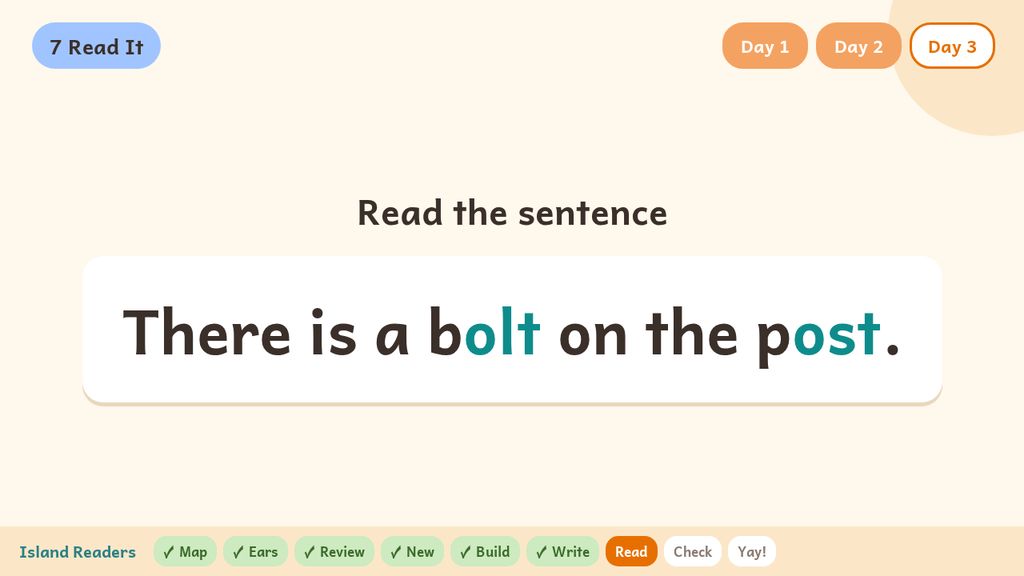 7 Read It
Day 1 Day 2 Day 3
Read the sentence
There is a bolt on the post.
Island Readers ✓ Map ✓ Ears ✓ Review ✓ New ✓ Build ✓ Write Read Check Yay!